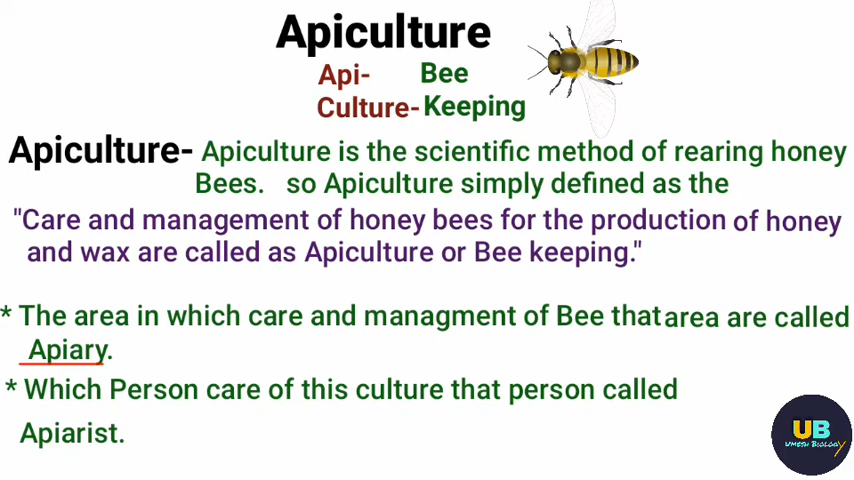 Apiculture
Api- Bee
Culture- Keeping
Apiculture- Apiculture is the scientific method of rearing honey
Bees. so Apiculture simply defined as the
"Care and management of honey bees for the production of honey
and wax are called as Apiculture or Bee keeping."
* The area in which care and managment of Bee that area are called
Apiary.
* Which Person care of this culture that person called
Apiarist.
UB
UMESH BIOLOGY